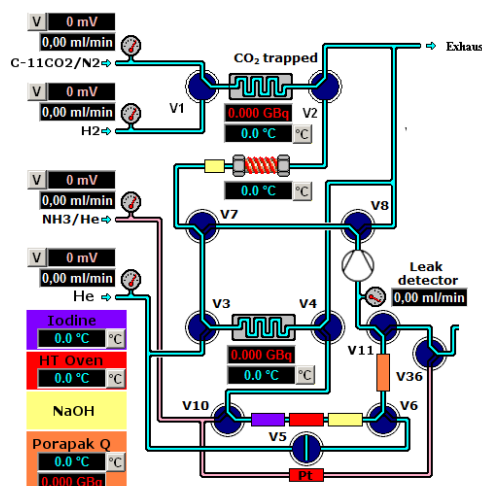 V 0 mV
0,00 ml/min
C-11CO2/N2
V 0 mV
0,00 ml/min
H2
V1
CO2 trapped
0.000 GBq
0.0 °C °C
V2
Exhaus
0.0 °C °C
V 0 mV
0,00 ml/min
NH3/He
V7
V8
V 0 mV
0,00 ml/min
He
V3
V4
0.000 GBq
0.0 °C °C
Leak
detector
0,00 ml/min
V11
V36
Iodine
0.0 °C °C
HT Oven
0.0 °C °C
NaOH
Porapak Q
0.0 °C °C
0.000 GBq
V10
V5
V6
Pt